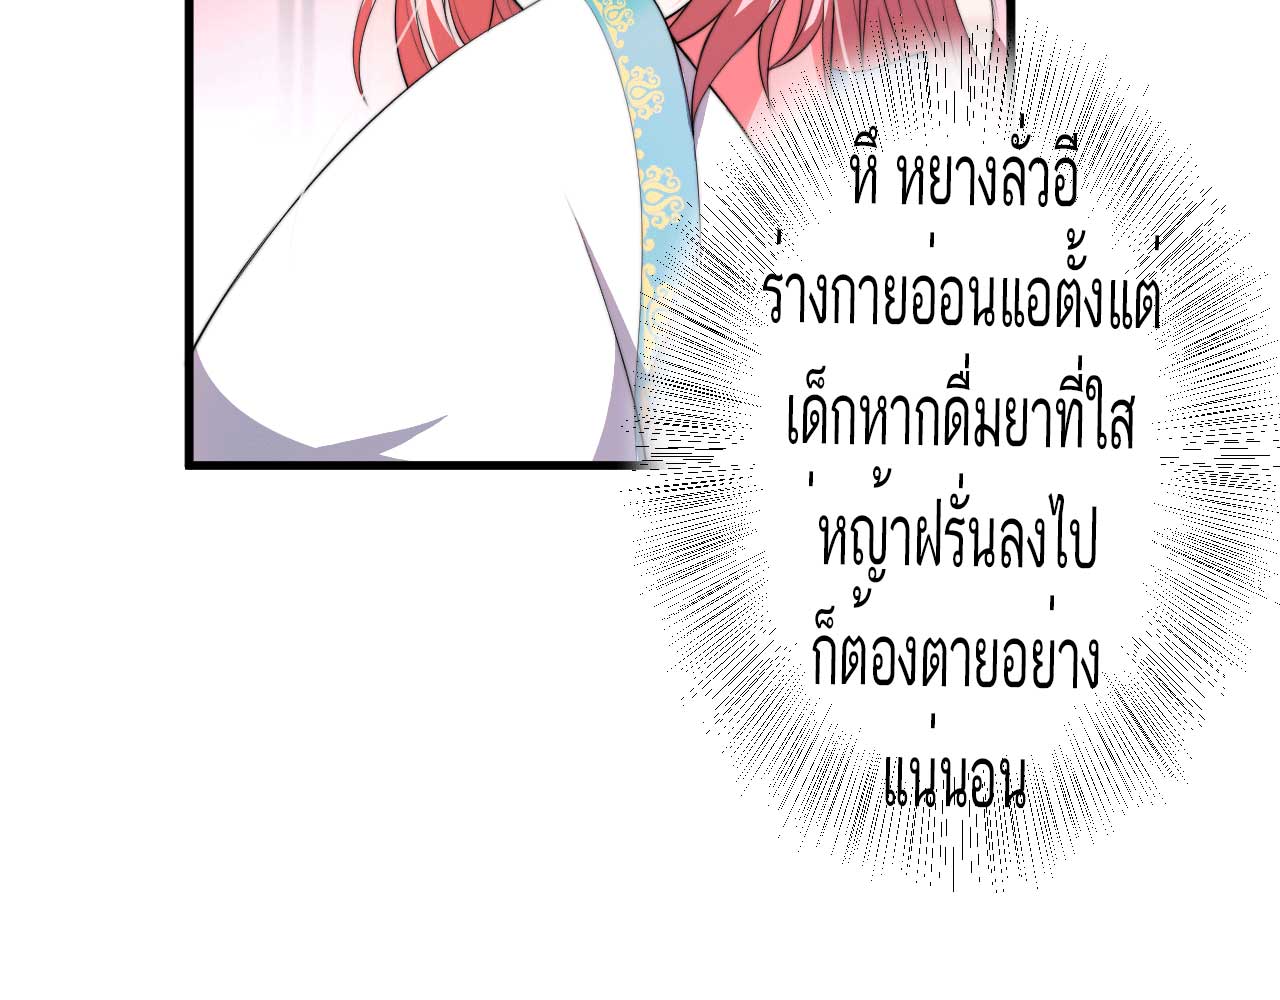 หึ หยางลั่วอี
ร่างกายอ่อนแอตั้งแต่
เด็กหากดื่มยาที่ใส
่หญ้าฝรั่นลงไป
ก็ต้องตายอย่าง
แน่นอน